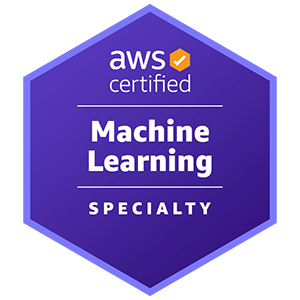 aws
certified
Machine
Learning
SPECIALTY